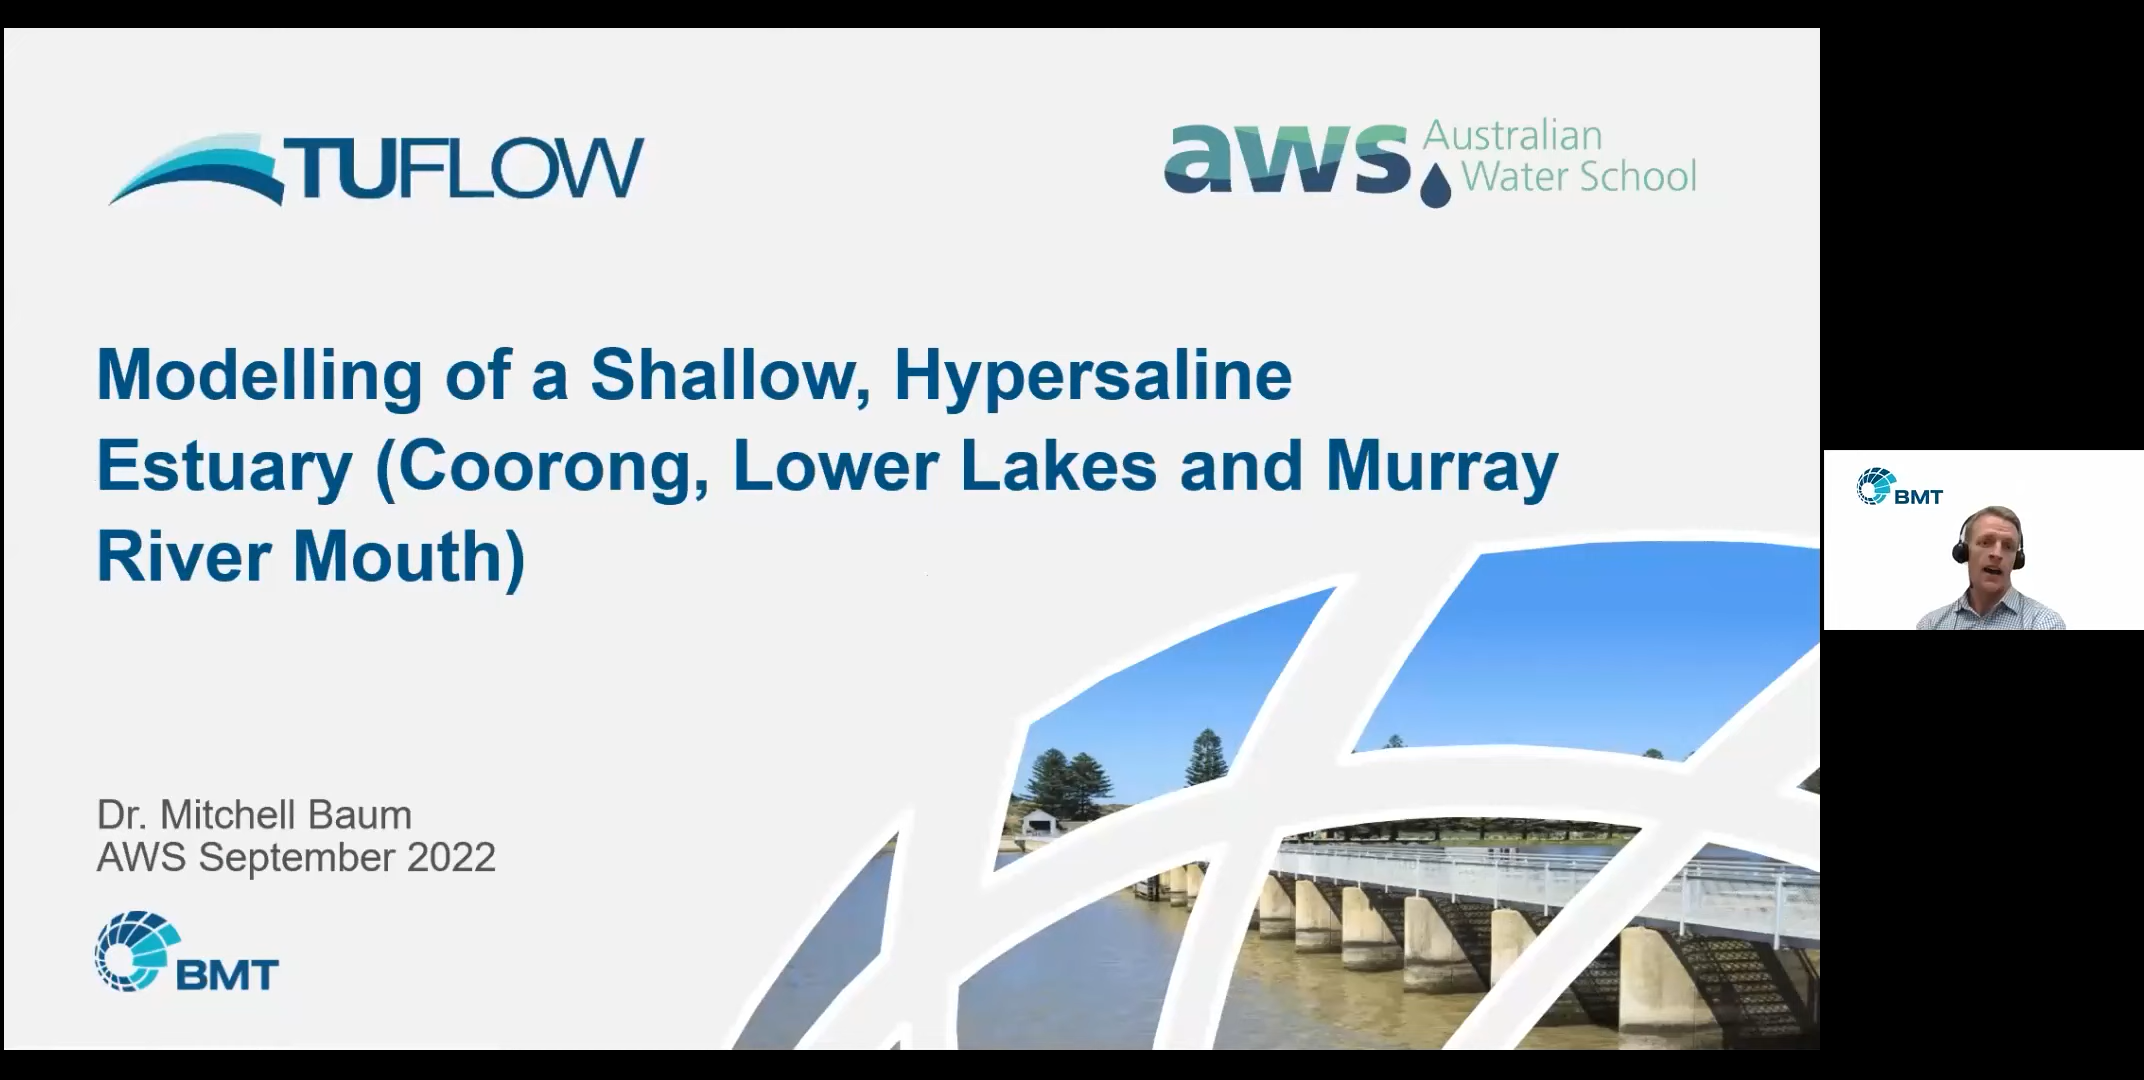 TUFLOW
aws Australian
Water School
Modelling of a Shallow, Hypersaline
Estuary (Coorong, Lower Lakes and Murray
River Mouth)
BMT
Dr. Mitchell Baum
AWS September 2022
BMT